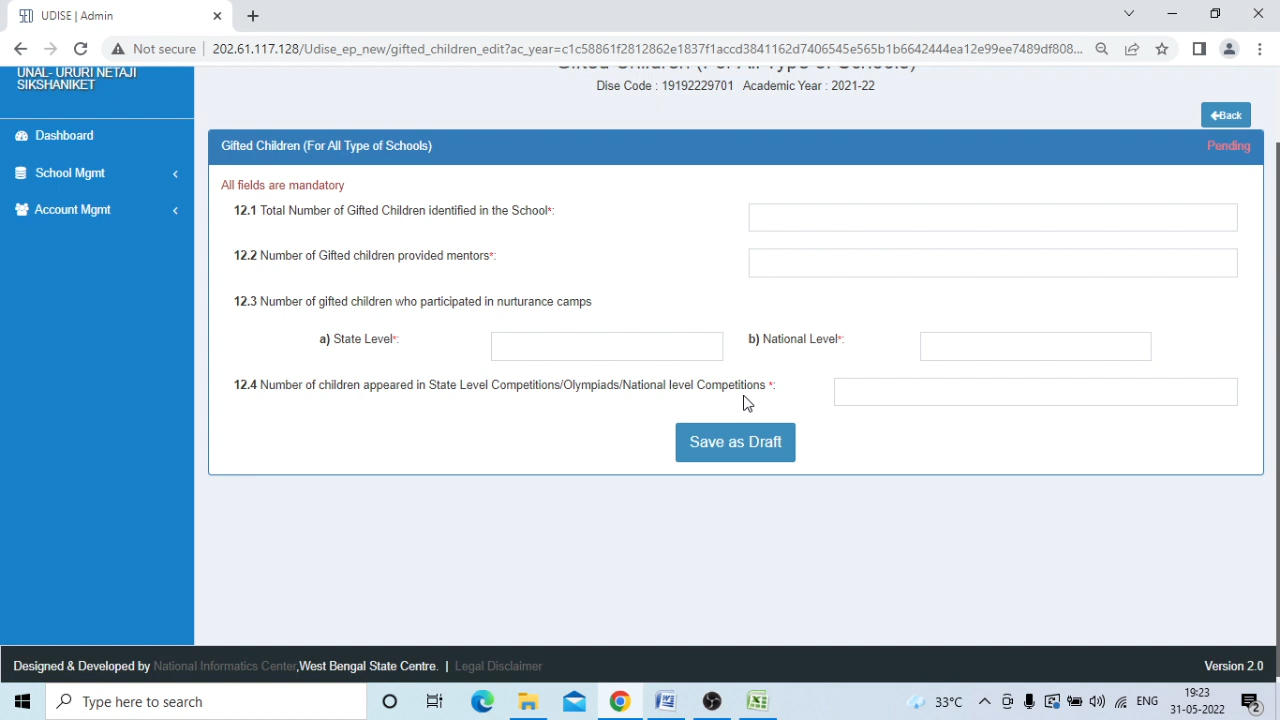 UDISE | Admin
Not secure
202.61.117.128/Udise_ep_new/gifted_children_edit?ac_year=c1c58861f2812862e1837f1accd3841162d7406545e565b1b6642444ea12e99ee7489df808...
UNAL- URURI NETAJI
SIKSHANIKET
Dise Code : 19192229701 Academic Year : 2021-22
Back
Dashboard
School Mgmt
Account Mgmt
Gifted Children (For All Type of Schools)
Pending
All fields are mandatory
12.1 Total Number of Gifted Children identified in the School*:
12.2 Number of Gifted children provided mentors*:
12.3 Number of gifted children who participated in nurturance camps
a) State Level*:
b) National Level*:
12.4 Number of children appeared in State Level Competitions/Olympiads/National level Competitions *:
Save as Draft
Designed & Developed by National Informatics Center,West Bengal State Centre. | Legal Disclaimer
Version 2.0
Type here to search
33°C
ENG
19:23
31-05-2022
2